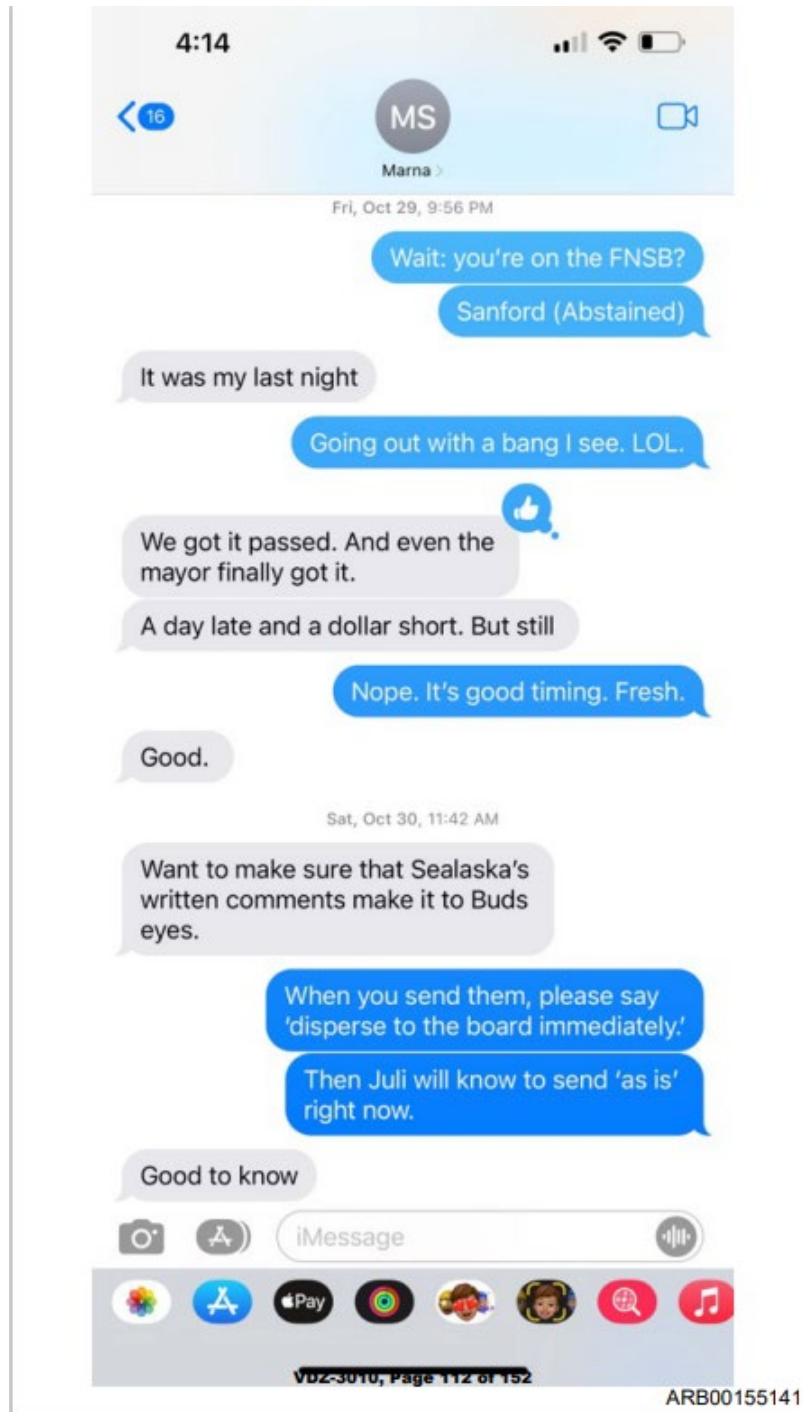 4:14
16
MS
Marna
Fri, Oct 29, 9:56 PM
Wait: you're on the FNSB?
Sanford (Abstained)
It was my last night
Going out with a bang I see. LOL.
We got it passed. And even the
mayor finally got it.
A day late and a dollar short. But still
Nope. It's good timing. Fresh.
Good.
Sat, Oct 30, 11:42 AM
Want to make sure that Sealaska's
written comments make it to Buds
eyes.
When you send them, please say
'disperse to the board immediately.'
Then Juli will know to send 'as is'
right now.
Good to know
iMessage
Pay
VDZ-3010, Page 112 of 152
ARB00155141